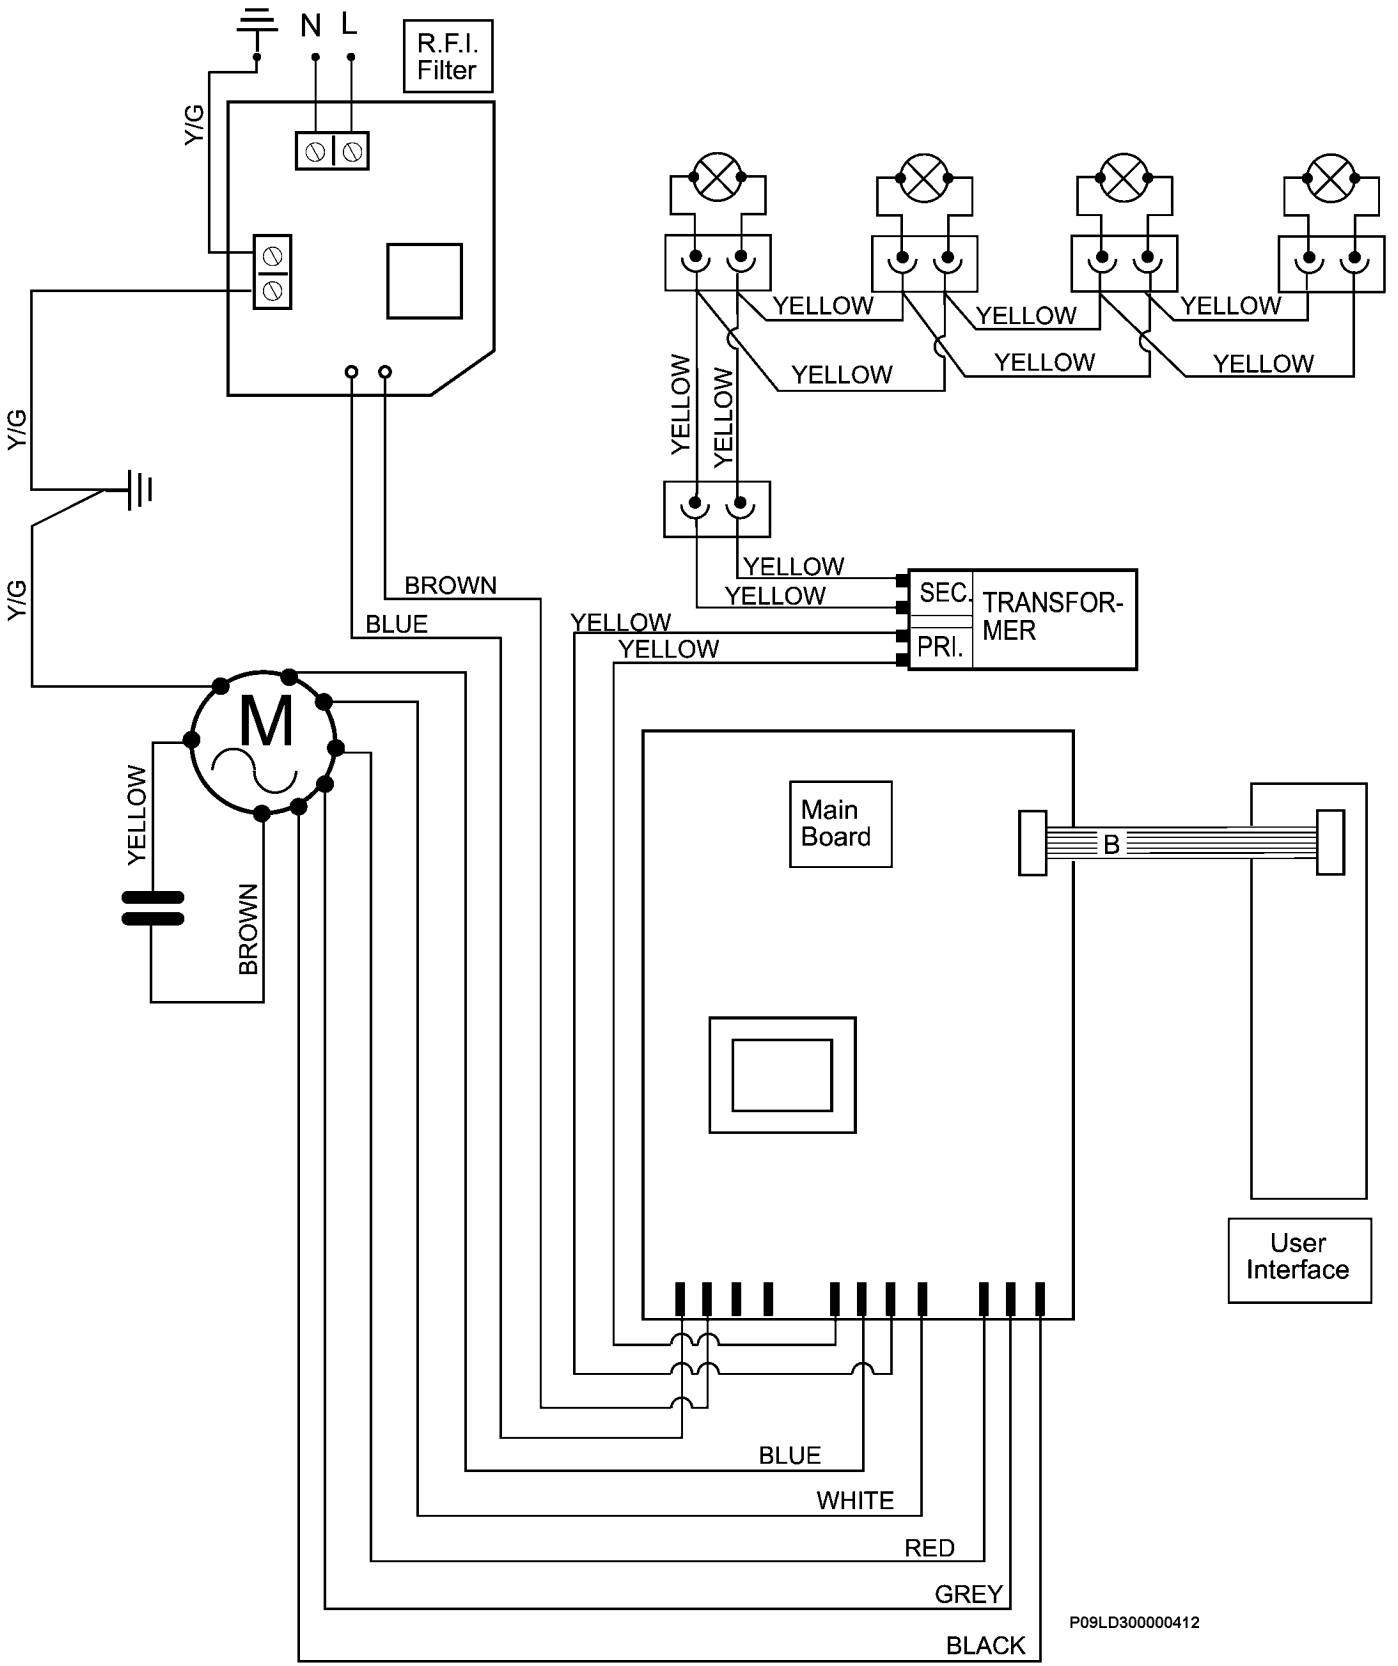 N L
R.F.I.
Filter
Y/G
YELLOW
YELLOW
YELLOW
YELLOW
YELLOW
YELLOW
YELLOW
YELLOW
Y/G
YELLOW
YELLOW
SEC.
PRI.
TRANSFOR-
MER
YELLOW
YELLOW
BROWN
BLUE
Y/G
M
YELLOW
BROWN
Main
Board
B
User
Interface
BLUE
WHITE
RED
GREY
BLACK
P09LD300000412